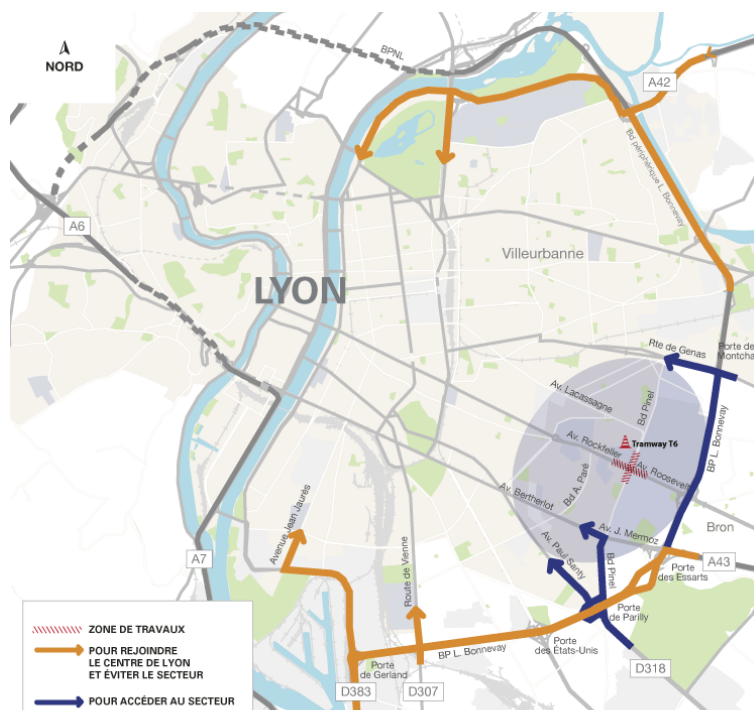 NORD
BPNL
A42
Bd périphérique L. Bonnevay
A6
Villeurbanne
LYON
Rte de Genas
Porte de
Montcha
Av. Lacassagne
Bd Pinel
Tramway T6
Av. Rockfeller
Av. Roosevelt
BP L. Bonnevay
Bd A. Paré
Av. Bertherlot
Av. J. Mermoz
Bron
Avenue Jean Jaurès
A7
Av. Paul Santy
Bd Pinel
A43
Porte
des Essarts
Route de Vienne
Porte
de Parilly
Porte
des États-Unis
BP L. Bonnevay
D318
Porte
de Gerland
D383
D307
ZONE DE TRAVAUX
POUR REJOINDRE
LE CENTRE DE LYON
ET ÉVITER LE SECTEUR
POUR ACCÉDER AU SECTEUR